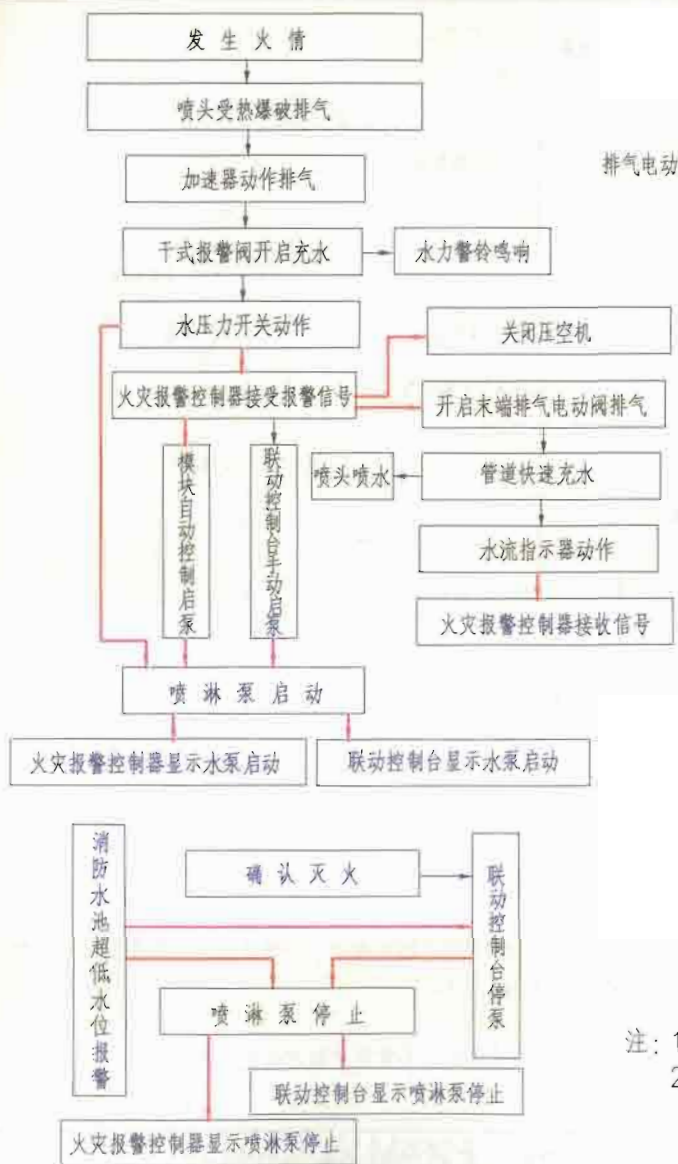 发生火情
喷头受热爆破排气
加速器动作排气
排气电动
干式报警阀开启充水
水力警铃鸣响
水压力开关动作
关闭压空机
火灾报警控制器接受报警信号
开启末端排气电动阀排气
模块自动控制启泵
联动控制台手动启泵
喷头喷水
管道快速充水
水流指示器动作
火灾报警控制器接收信号
喷淋泵启动
火灾报警控制器显示水泵启动
联动控制台显示水泵启动
消防水池超低水位报警
确认灭火
联动控制台停泵
喷淋泵停止
注: 1
2
联动控制台显示喷淋泵停止
火灾报警控制器显示喷淋泵停止